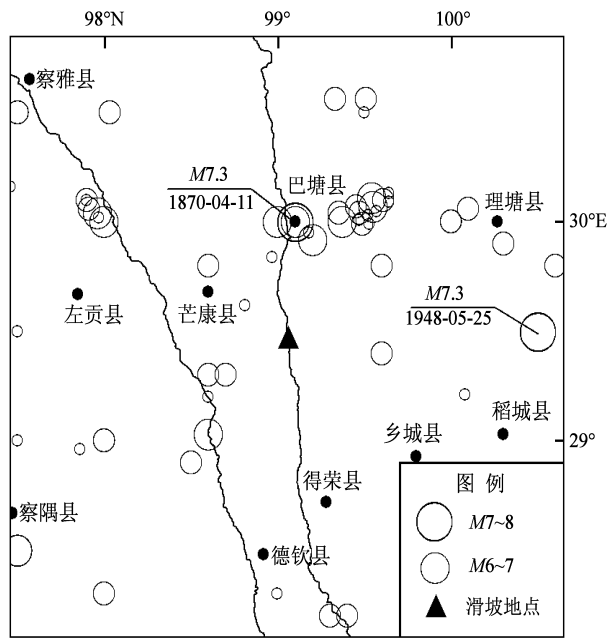 98°N 99° 100°
察雅县
M7.3
1870-04-11
巴塘县
理塘县
30°E
左贡县
芒康县
M7.3
1948-05-25
稻城县
乡城县
29°
得荣县
察隅县
德钦县
图 例
M7~8
M6~7
滑坡地点